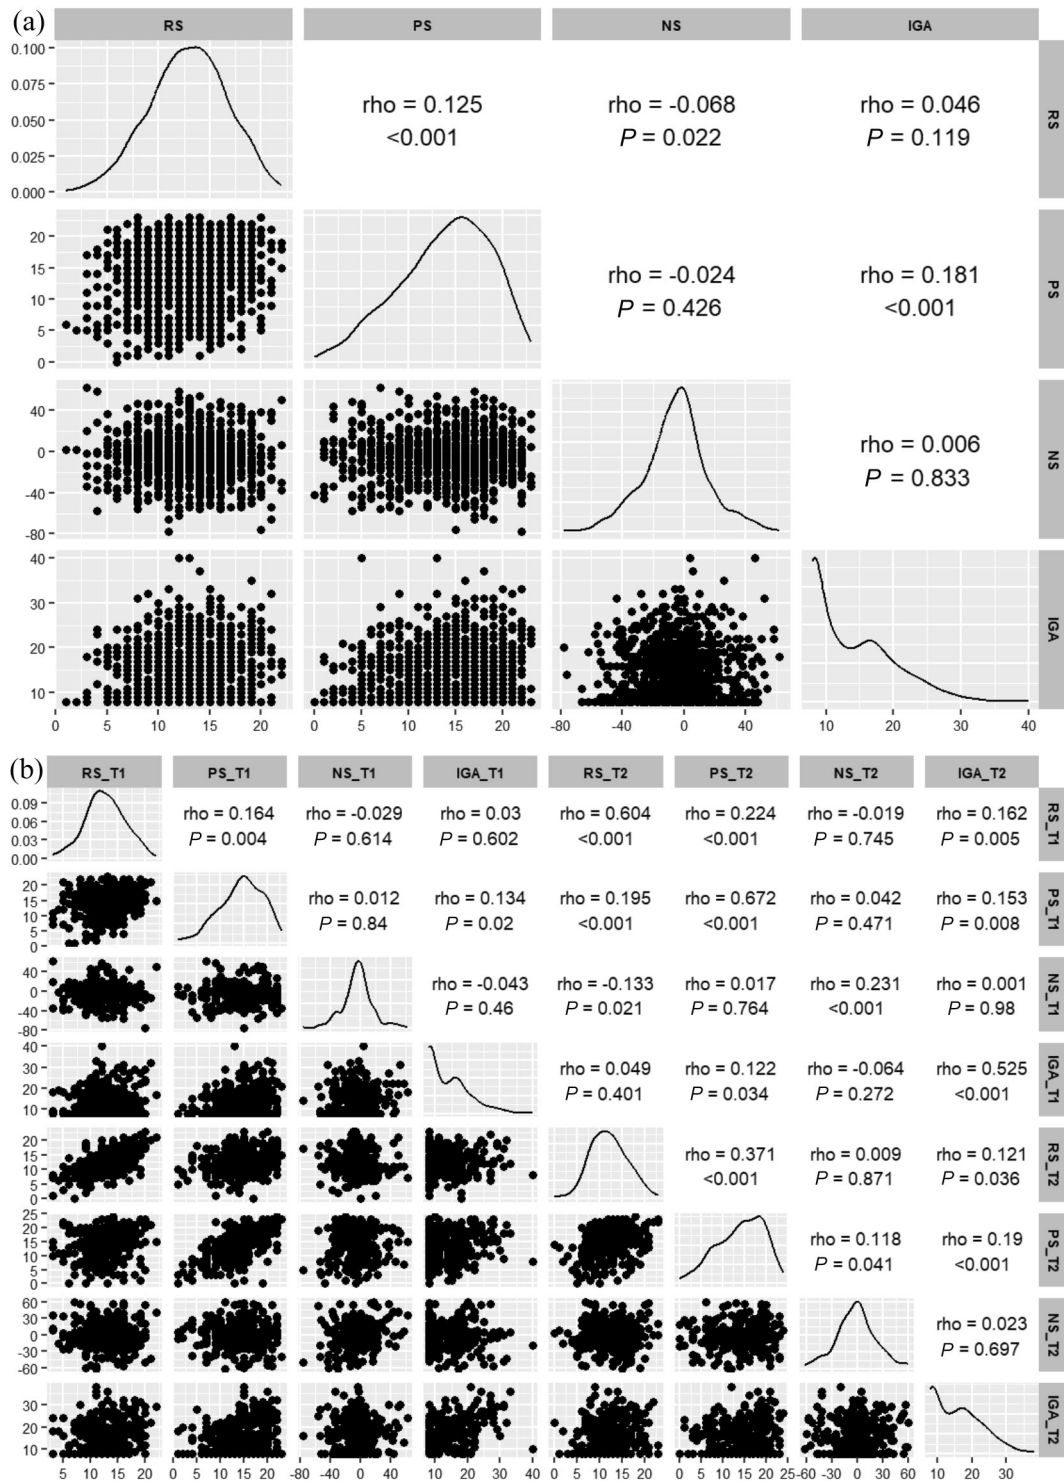 (a)
RS PS NS IGA
0.100
0.075
0.050
0.025
0.000
rho = 0.125
<0.001
rho = -0.068
P = 0.022
rho = 0.046
P = 0.119
RS
20
15
10
5
0
rho = -0.024
P = 0.426
rho = 0.181
<0.001
PS
40
0
-40
-80
rho = 0.006
P = 0.833
NS
40
30
20
10
IGA
0 5 10 15 20 0 5 10 15 20 -80 -40 0 40 10 20 30 40
(b)
RS_T1 PS_T1 NS_T1 IGA_T1 RS_T2 PS_T2 NS_T2 IGA_T2
0.09
0.06
0.03
0.00
rho = 0.164 rho = -0.029 rho = 0.03 rho = 0.604 rho = 0.224 rho = -0.019 rho = 0.162
P = 0.004 P = 0.614 P = 0.602 <0.001 <0.001 P = 0.745 P = 0.005
RS_T1
20
15
10
5
0
rho = 0.012 rho = 0.134 rho = 0.195 rho = 0.672 rho = 0.042 rho = 0.153
P = 0.84 P = 0.02 <0.001 <0.001 P = 0.471 P = 0.008
PS_T1
40
0
-40
-80
rho = -0.043 rho = -0.133 rho = 0.017 rho = 0.231 rho = 0.001
P = 0.46 P = 0.021 P = 0.764 <0.001 P = 0.98
NS_T1
40
30
20
10
rho = 0.049 rho = 0.122 rho = -0.064 rho = 0.525
P = 0.401 P = 0.034 P = 0.272 <0.001
IGA_T1
20
15
10
5
0
rho = 0.371 rho = 0.009 rho = 0.121
<0.001 P = 0.871 P = 0.036
RS_T2
25
20
15
10
5
0
rho = 0.118 rho = 0.19
P = 0.041 <0.001
PS_T2
60
30
0
-30
-60
rho = 0.023
P = 0.697
NS_T2
30
20
10
IGA_T2
5 10 15 20 0 5 10 15 20 -80 -40 0 40 10 20 30 40 0 5 10 15 20 0 5 10 15 20 25 -60 -30 0 30 60 10 20 30